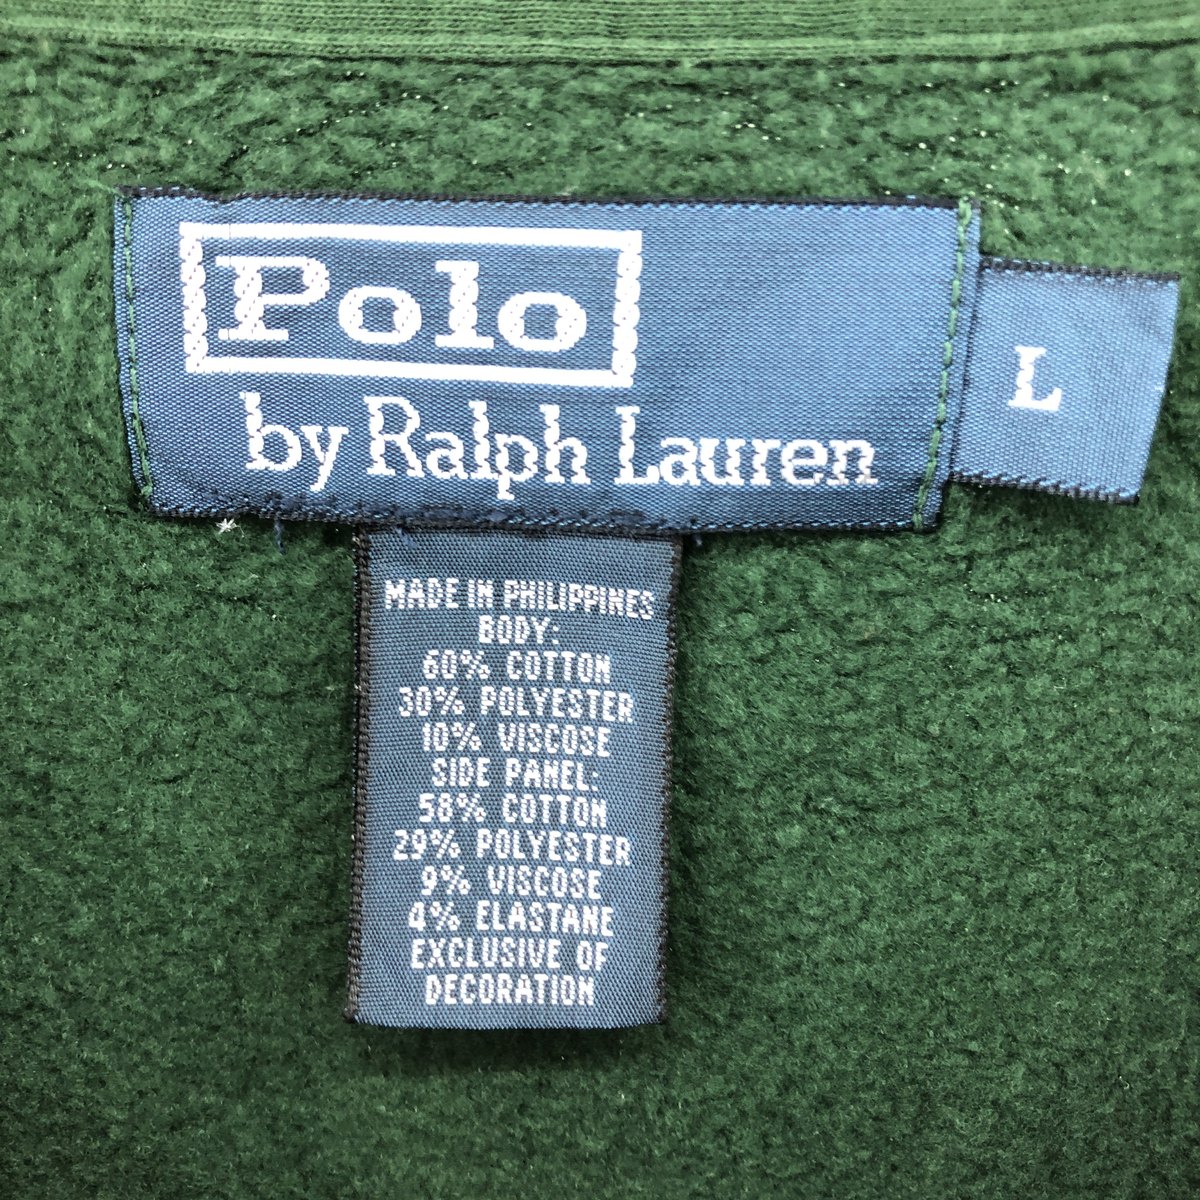 Polo
by Ralph Lauren
L
MADE IN PHILIPPINES
BODY:
60% COTTON
30% POLYESTER
10% VISCOSE
SIDE PANEL:
58% COTTON
29% POLYESTER
9% VISCOSE
4% ELASTANE
EXCLUSIVE OF
DECORATION